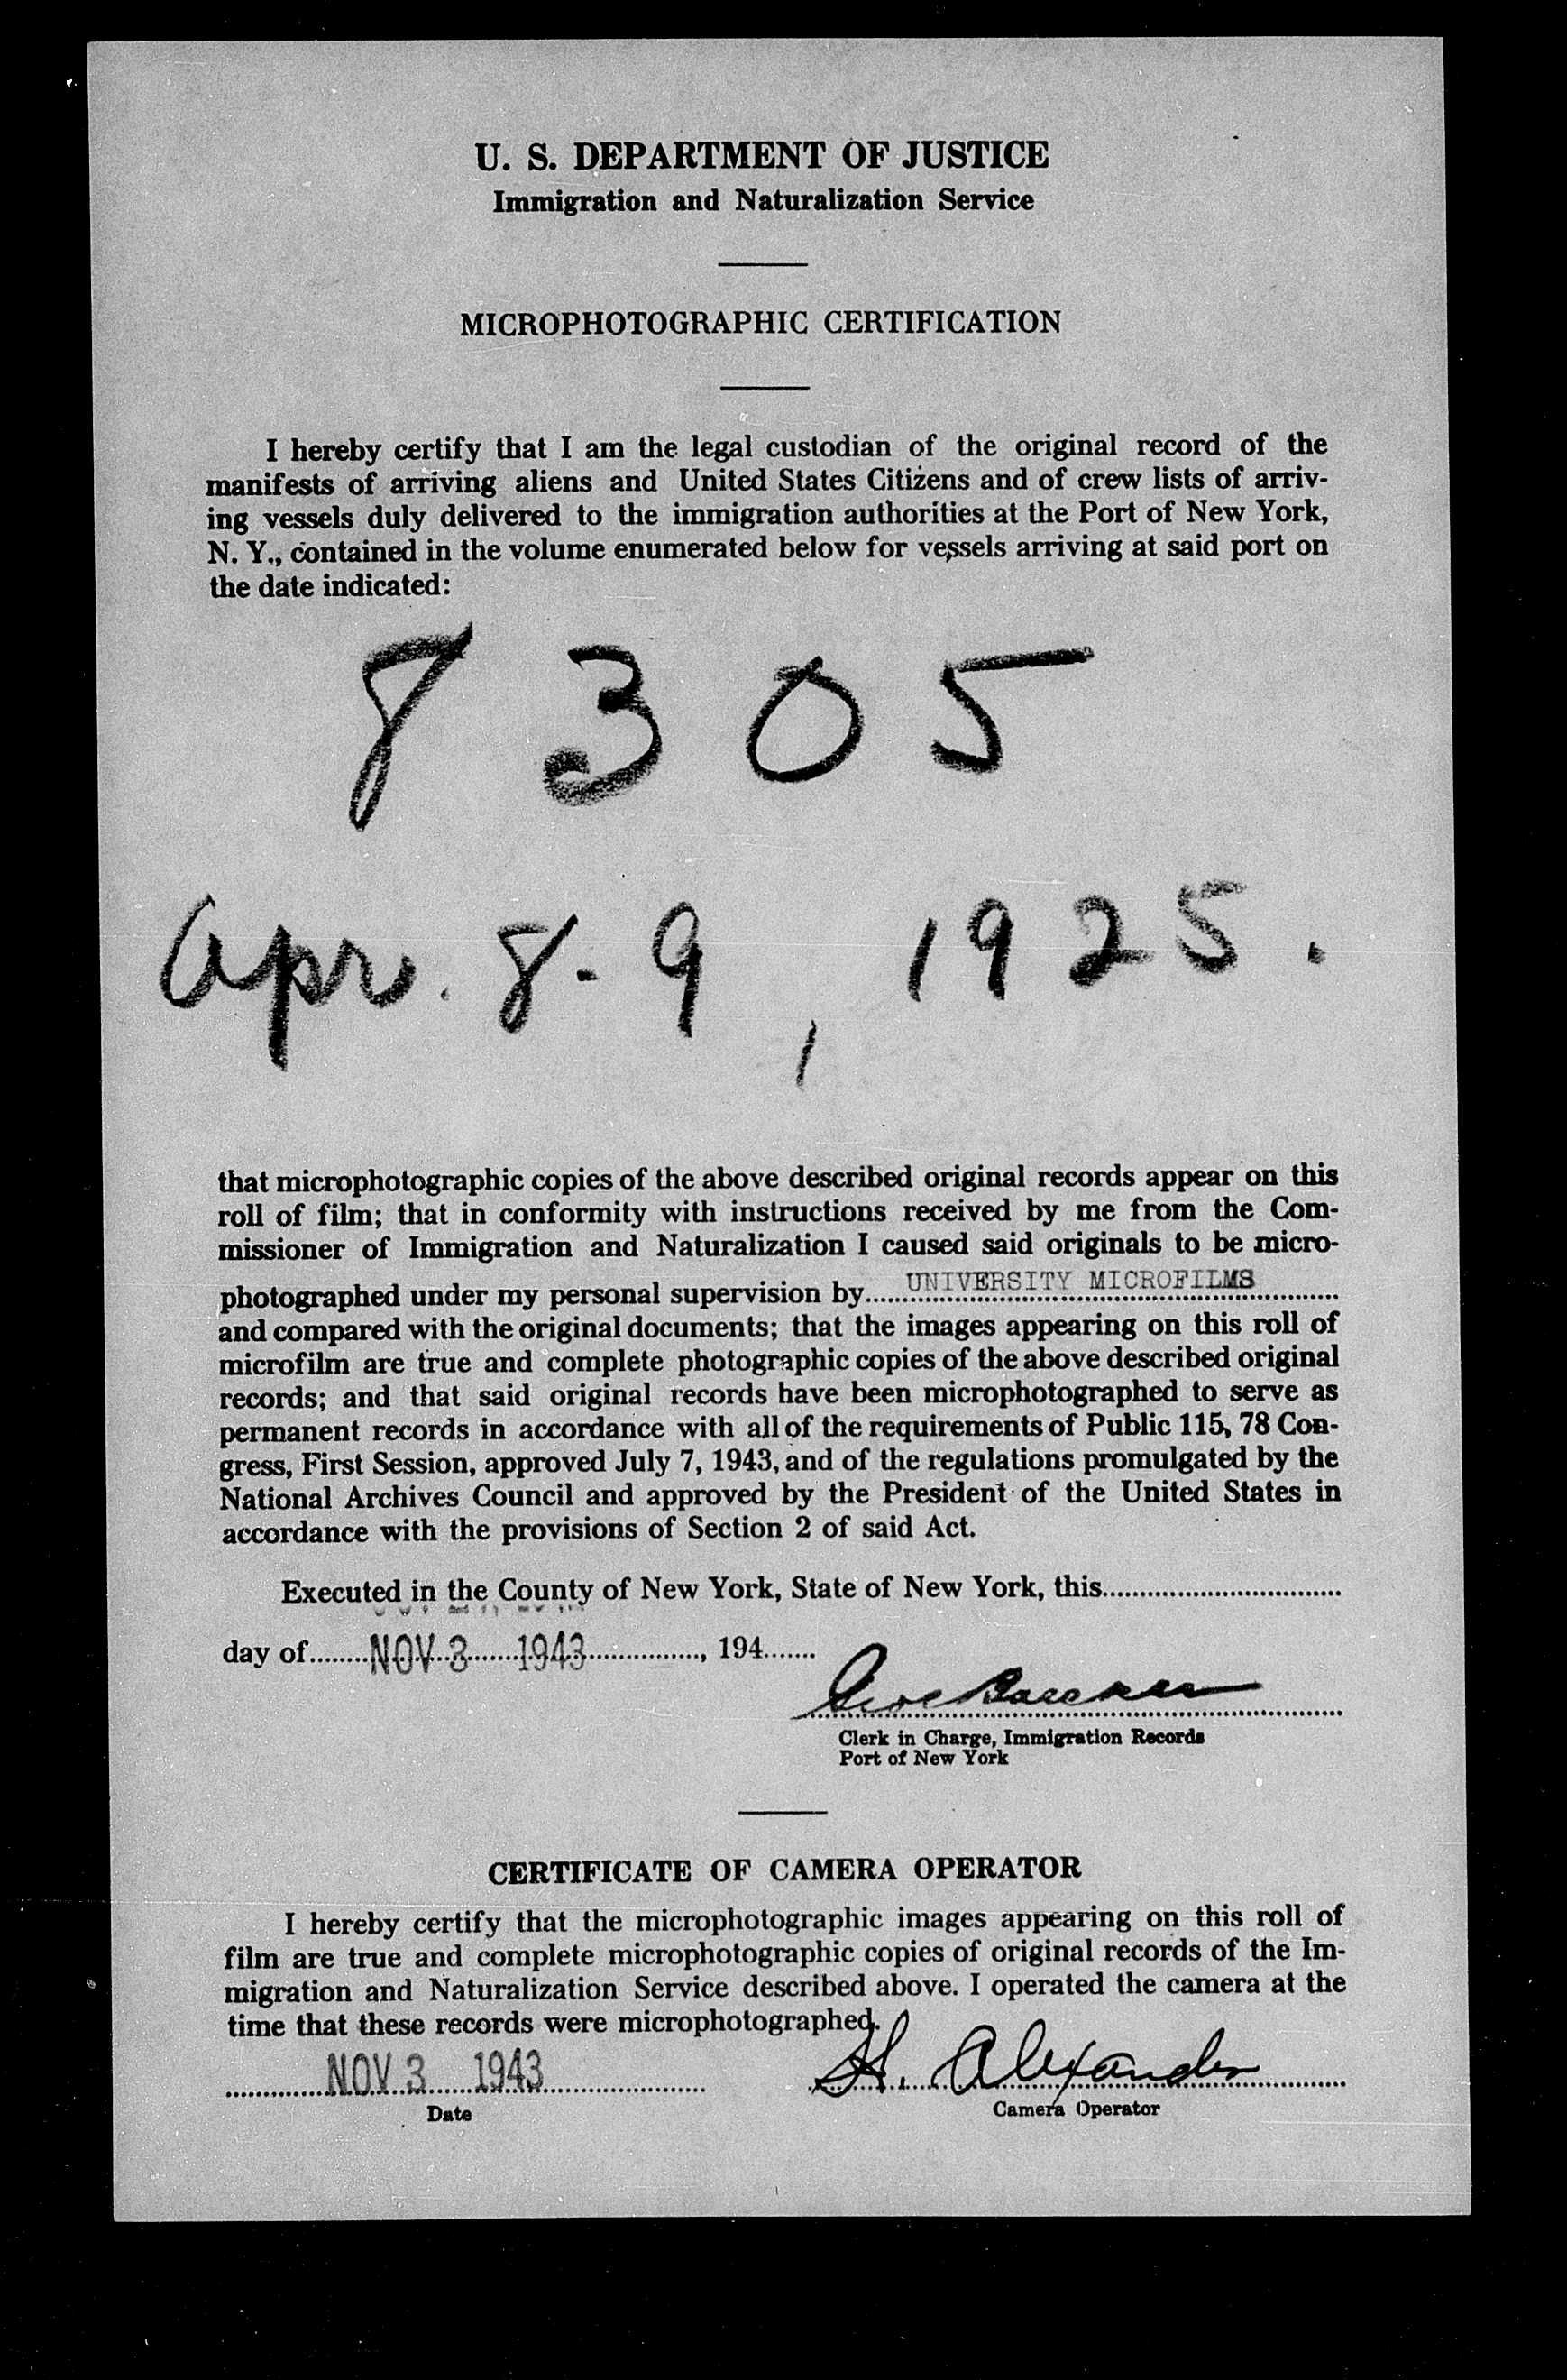 U. S. DEPARTMENT OF JUSTICE
Immigration and Naturalization Service
MICROPHOTOGRAPHIC CERTIFICATION
I hereby certify that I am the legal custodian of the original record of the
manifests of arriving aliens and United States Citizens and of crew lists of arriv-
ing vessels duly delivered to the immigration authorities at the Port of New York,
N. Y., contained in the volume enumerated below for vessels arriving at said port on
the date indicated:
8305
Apr. 8-9, 1925.
that microphotographic copies of the above described original records appear on this
roll of film; that in conformity with instructions received by me from the Com-
missioner of Immigration and Naturalization I caused said originals to be micro-
photographed under my personal supervision by......UNIVERSITY MICROFILMS
and compared with the original documents; that the images appearing on this roll of
microfilm are true and complete photographic copies of the above described original
records; and that said original records have been microphotographed to serve as
permanent records in accordance with all of the requirements of Public 115, 78 Con-
gress, First Session, approved July 7, 1943, and of the regulations promulgated by the
National Archives Council and approved by the President of the United States in
accordance with the provisions of Section 2 of said Act.
Executed in the County of New York, State of New York, this
day of NOV 3 1943, 194
Clerk in Charge, Immigration Records
Port of New York
CERTIFICATE OF CAMERA OPERATOR
I hereby certify that the microphotographic images appearing on this roll of
film are true and complete microphotographic copies of original records of the Im-
migration and Naturalization Service described above. I operated the camera at the
time that these records were microphotographed.
NOV 3 1943 H. Alexander
Date Camera Operator